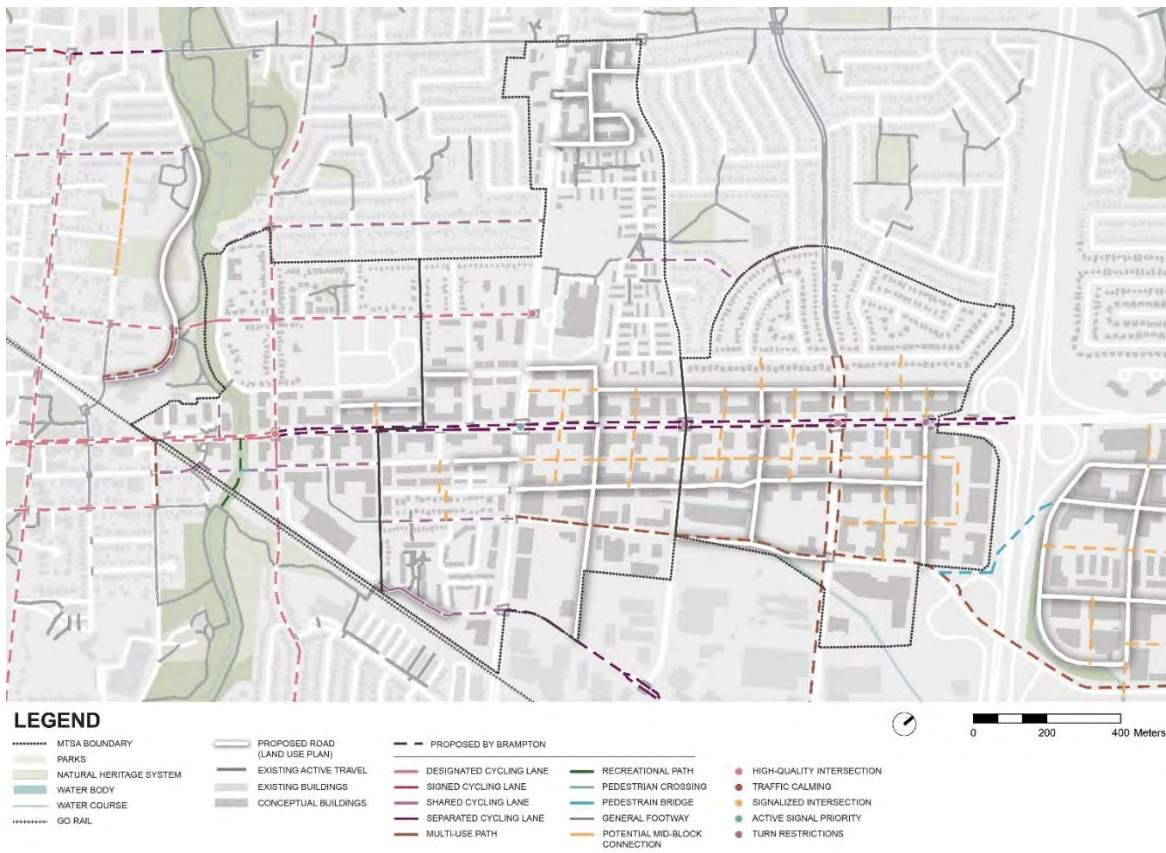 LEGEND
MTSA BOUNDARY
PARKS
NATURAL HERITAGE SYSTEM
WATER BODY
WATER COURSE
GO RAIL
PROPOSED ROAD
(LAND USE PLAN)
EXISTING ACTIVE TRAVEL
EXISTING BUILDINGS
CONCEPTUAL BUILDINGS
PROPOSED BY BRAMPTON
DESIGNATED CYCLING LANE
SIGNED CYCLING LANE
SHARED CYCLING LANE
SEPARATED CYCLING LANE
MULTI-USE PATH
RECREATIONAL PATH
PEDESTRIAN CROSSING
PEDESTRAIN BRIDGE
GENERAL FOOTWAY
POTENTIAL MID-BLOCK
CONNECTION
HIGH-QUALITY INTERSECTION
TRAFFIC CALMING
SIGNALIZED INTERSECTION
ACTIVE SIGNAL PRIORITY
TURN RESTRICTIONS
0 200 400 Meters